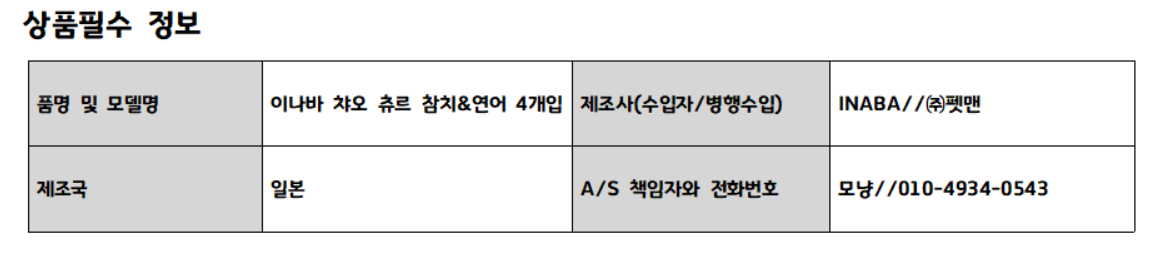 상품필수 정보
품명 및 모델명 이나바 챠오 츄르 참치&연어 4개입 제조사(수입자/병행수입) INABA//㈜펫맨
제조국 일본 A/S 책임자와 전화번호 모냥//010-4934-0543